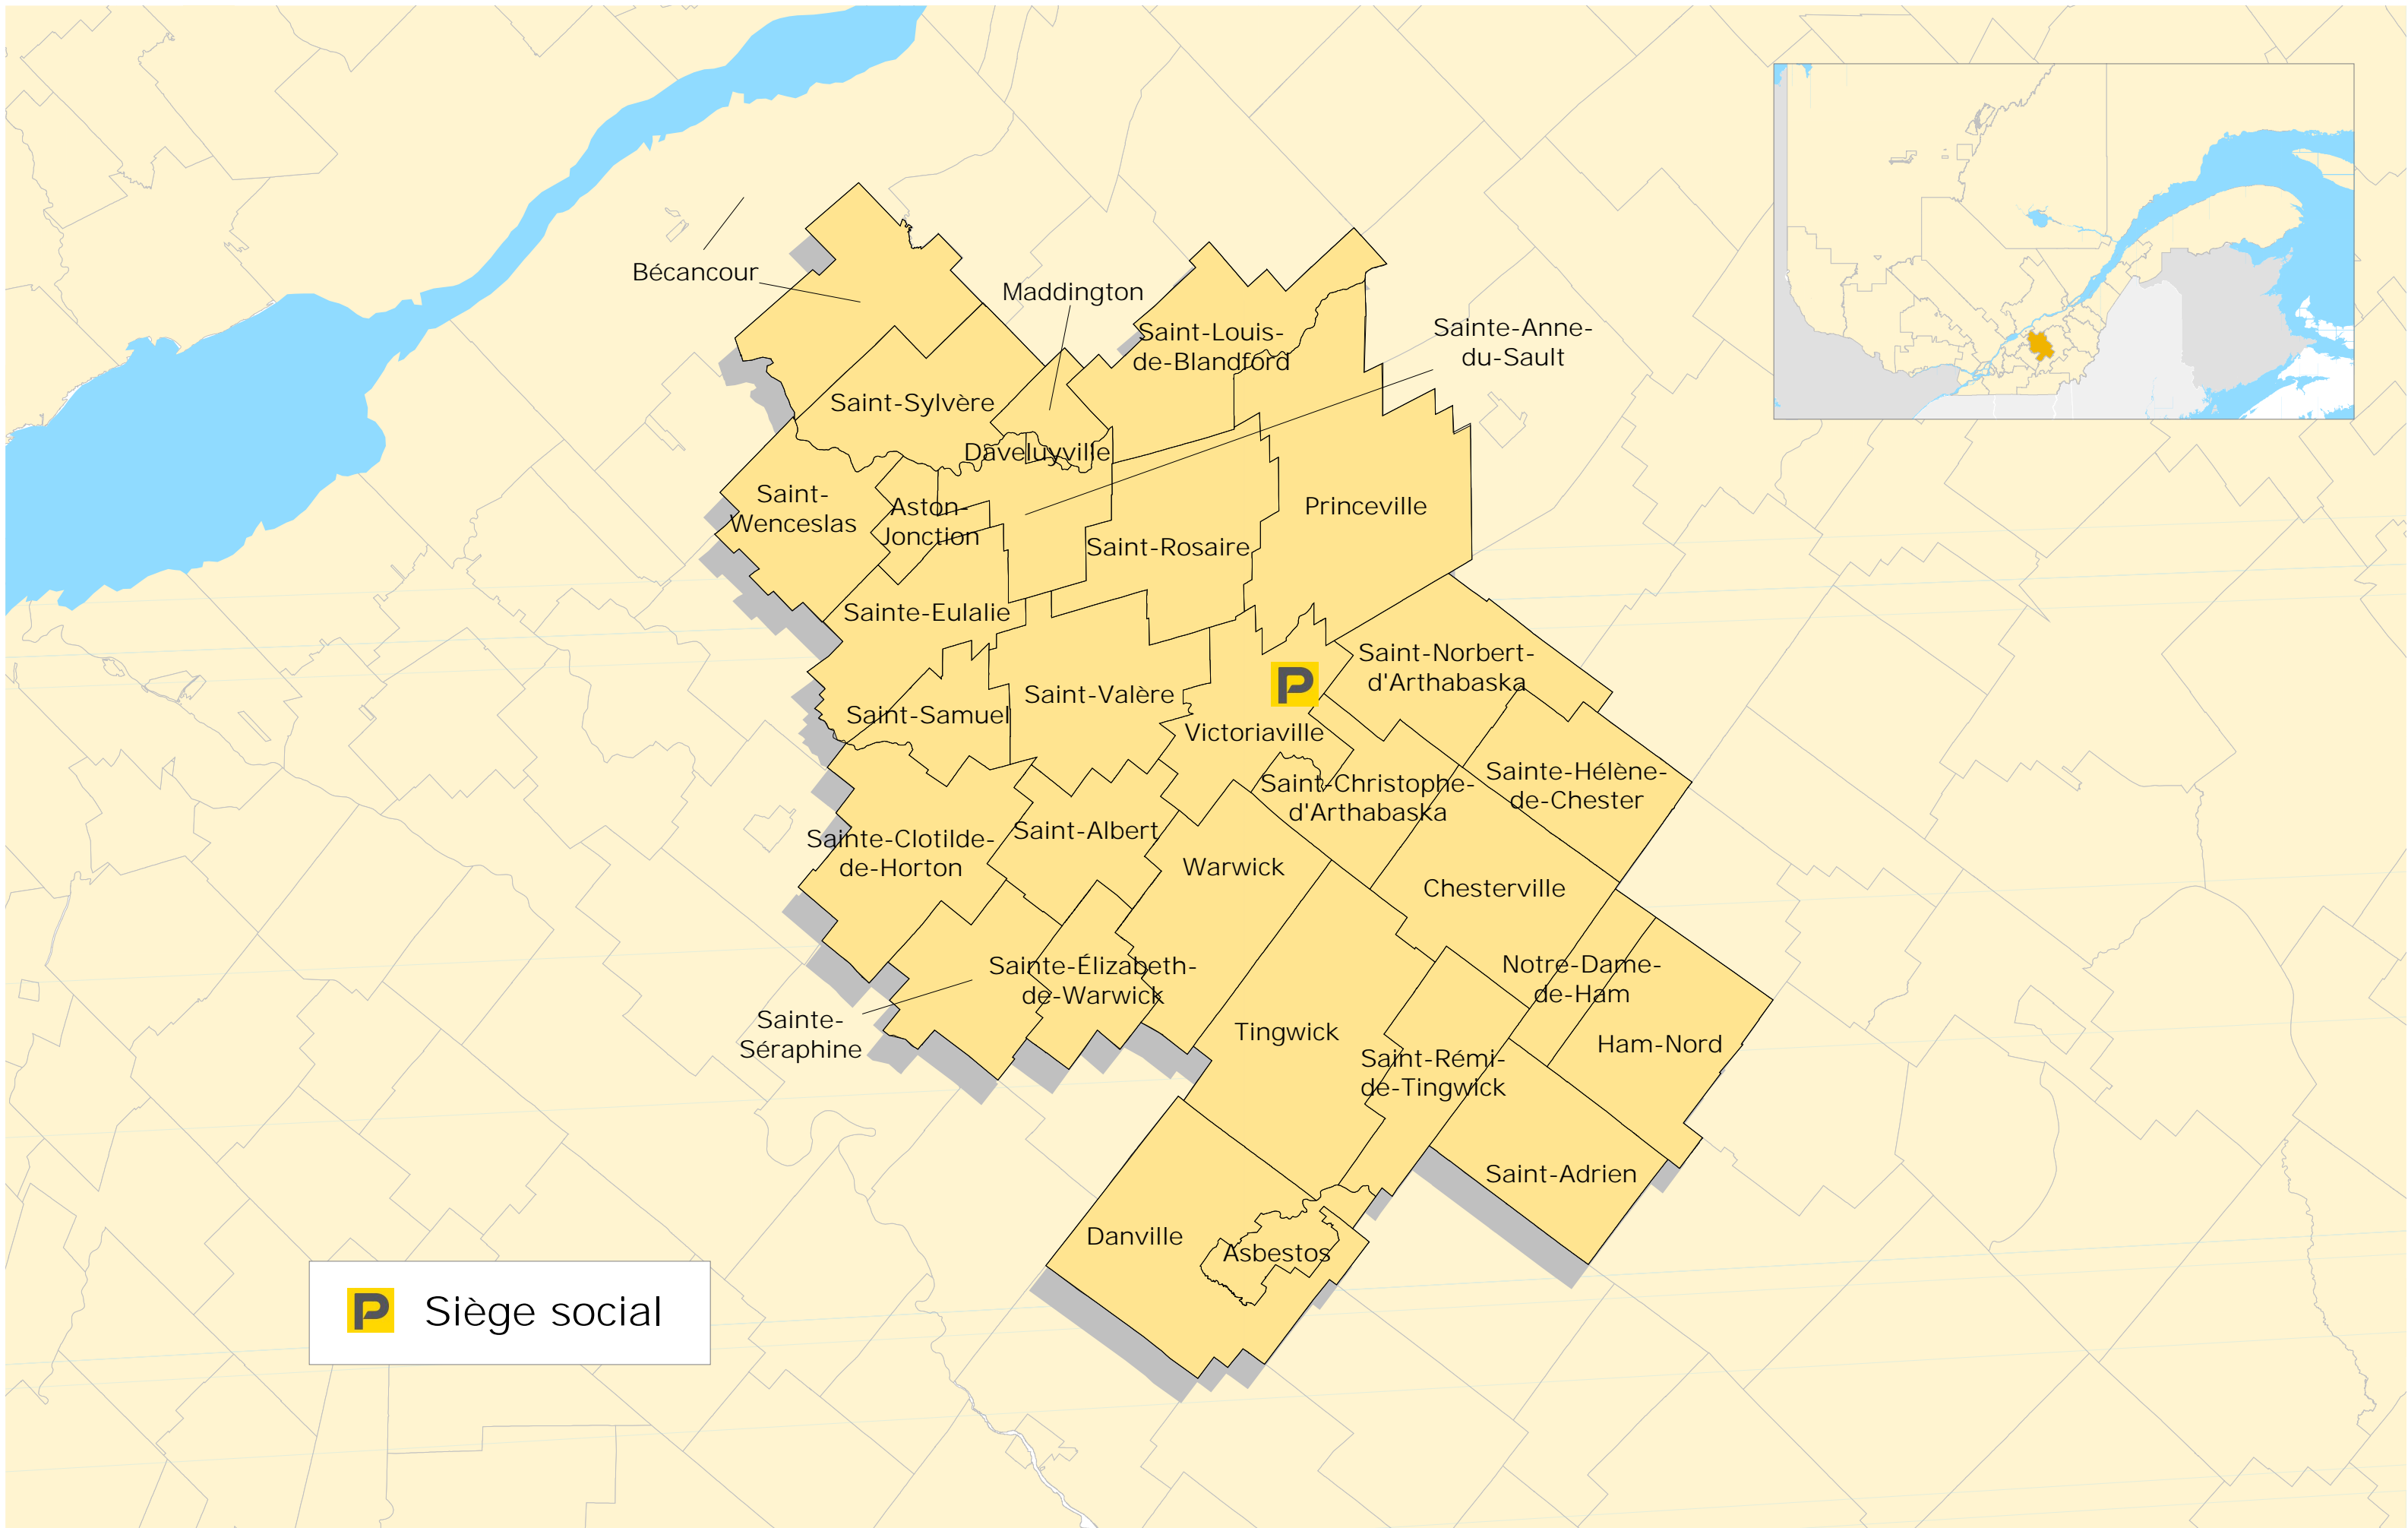 Bécancour
Maddington
Saint-Louis-
de-Blandford
Sainte-Anne-
du-Sault
Saint-Sylvère
Daveluyville
Saint-
Wenceslas
Aston-
Jonction
Princeville
Saint-Rosaire
Sainte-Eulalie
Saint-Norbert-
d'Arthabaska
Saint-Valère
Saint-Samuel
P
Victoriaville
Saint-Christophe-
d'Arthabaska
Sainte-Hélène-
de-Chester
Sainte-Clotilde-
de-Horton
Saint-Albert
Warwick
Chesterville
Sainte-Élizabeth-
de-Warwick
Notre-Dame-
de-Ham
Sainte-
Séraphine
Tingwick
Ham-Nord
Saint-Rémi-
de-Tingwick
Saint-Adrien
Danville
Asbestos
P Siège social